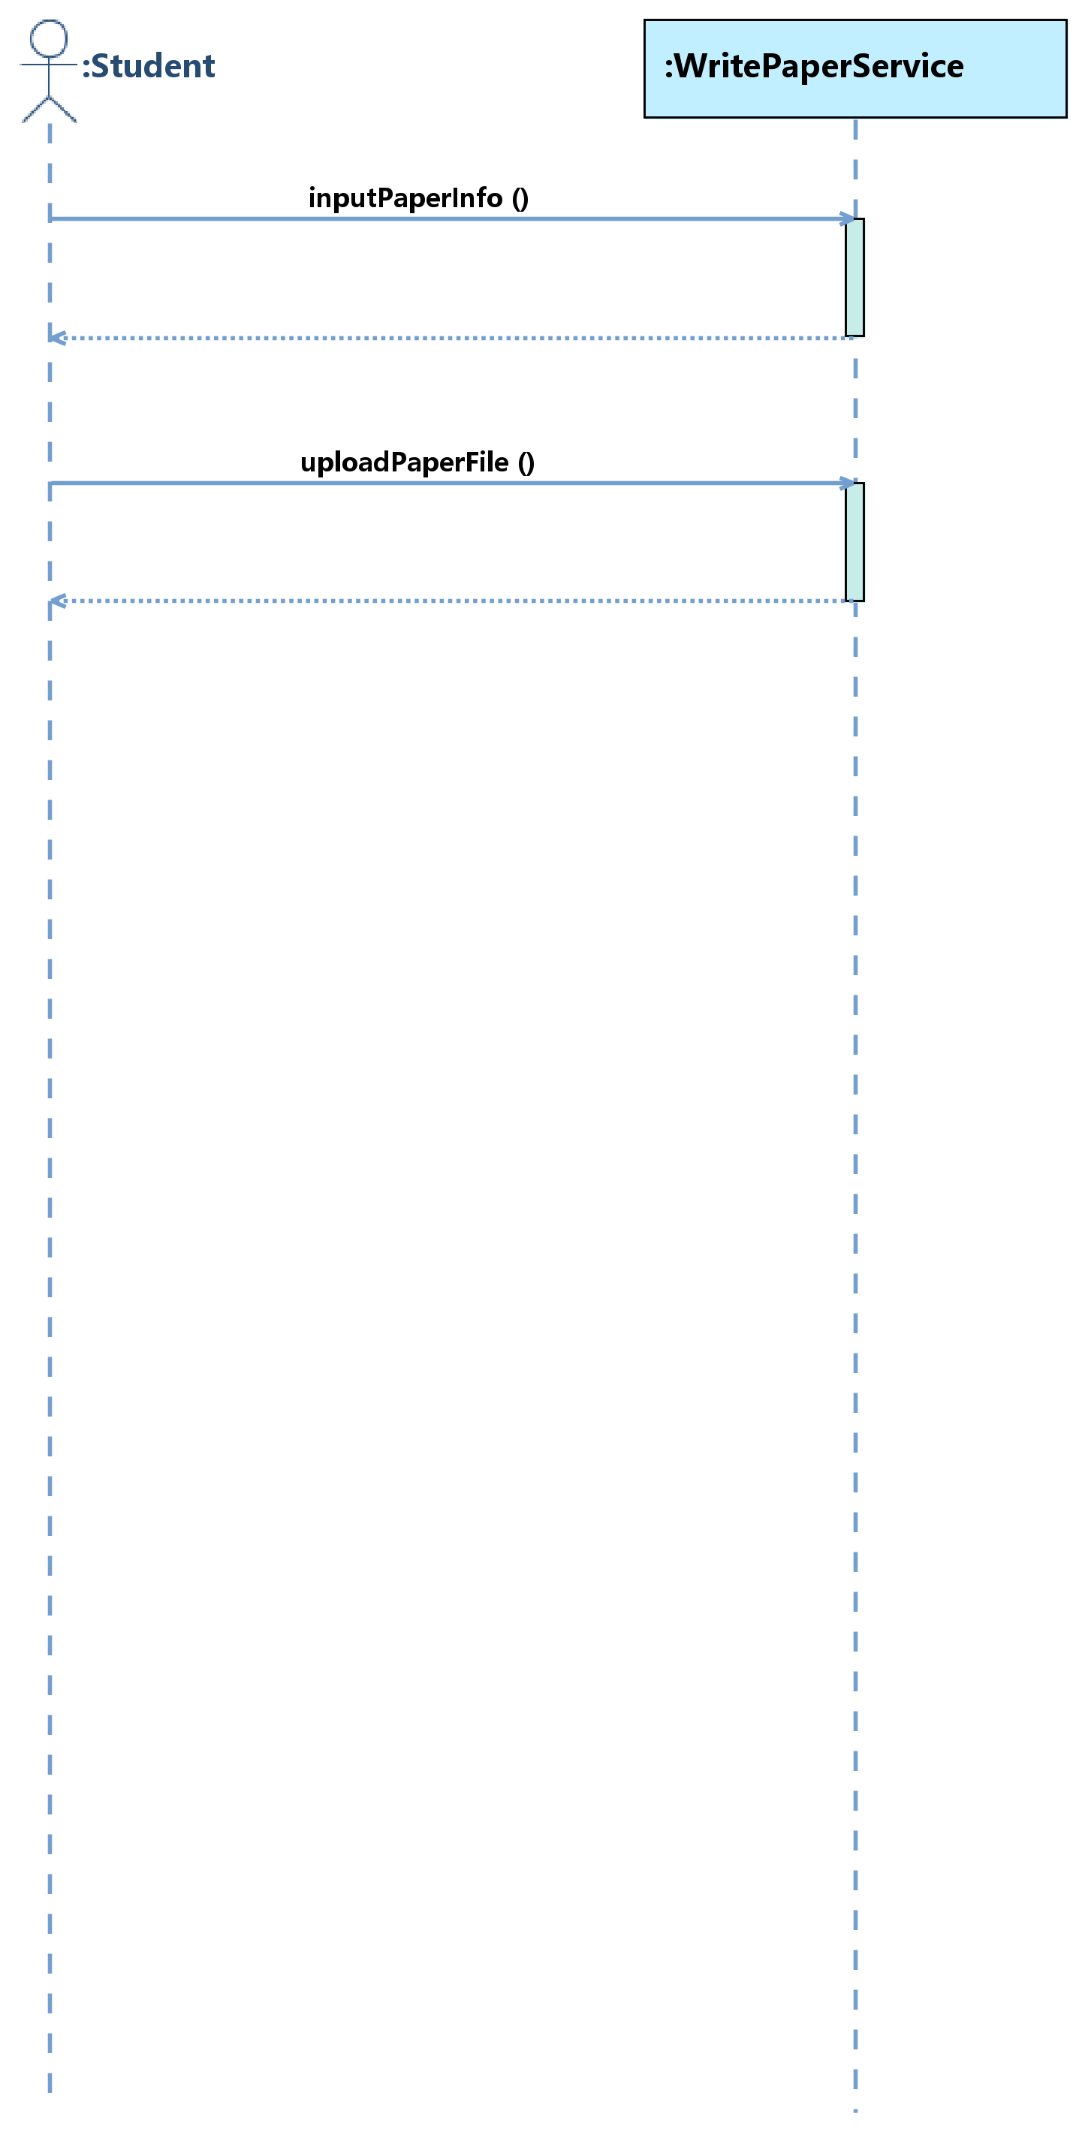 :Student
:WritePaperService
inputPaperInfo ()
uploadPaperFile ()